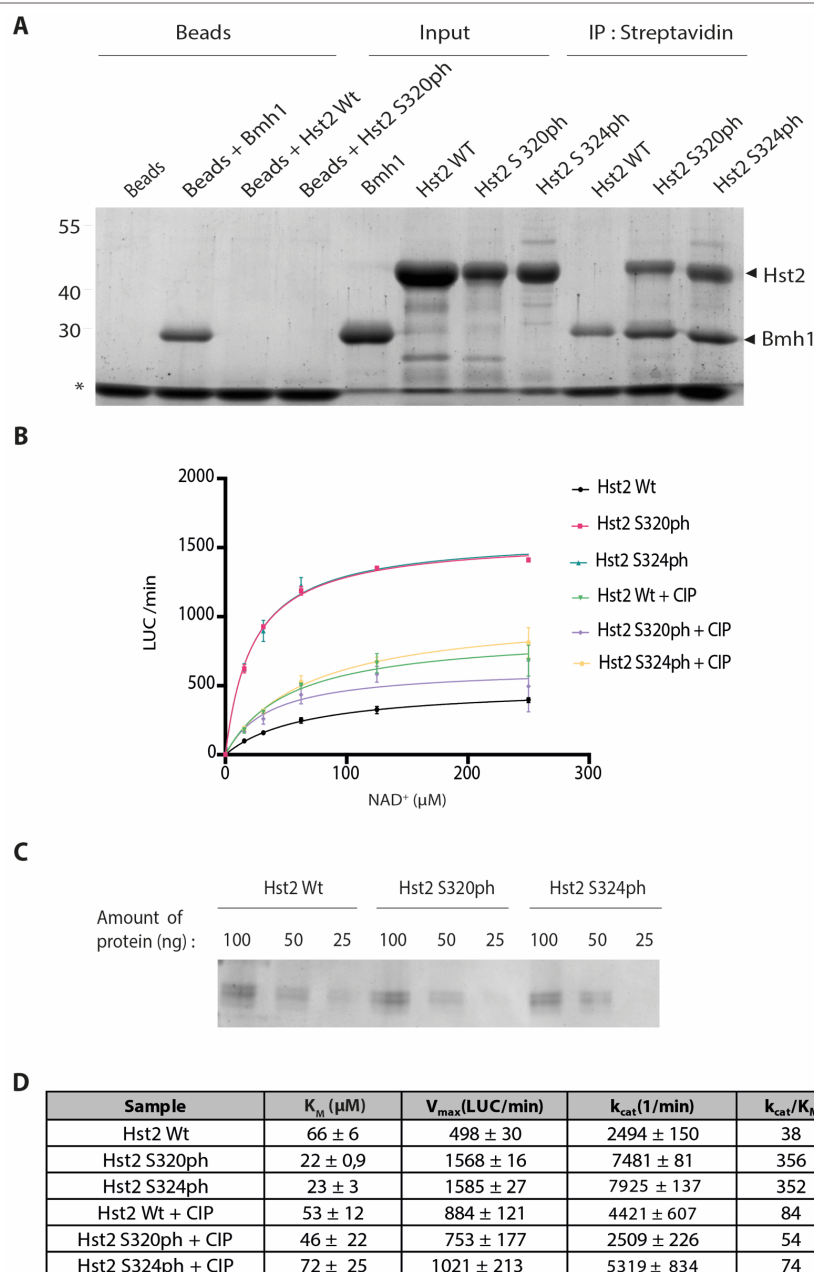 A
Beads
Input
IP : Streptavidin
Beads
Beads + Bmh1
Beads + Hst2 Wt
Beads + Hst2 S320ph
Bmh1
Hst2 WT
Hst2 S 320ph
Hst2 S 324ph
Hst2 WT
Hst2 S320ph
Hst2 S324ph
55
40
30
*
Hst2
Bmh1
B
2000
1500
1000
500
0
LUC /min
0 100 200 300
NAD⁺ (μM)
Hst2 Wt
Hst2 S320ph
Hst2 S324ph
Hst2 Wt + CIP
Hst2 S320ph + CIP
Hst2 S324ph + CIP
C
Hst2 Wt Hst2 S320ph Hst2 S324ph
Amount of
protein (ng) : 100 50 25 100 50 25 100 50 25
D
Sample K_M (μM) V_max(LUC/min) k_cat(1/min) k_cat/K_M
Hst2 Wt 66 ± 6 498 ± 30 2494 ± 150 38
Hst2 S320ph 22 ± 0,9 1568 ± 16 7481 ± 81 356
Hst2 S324ph 23 ± 3 1585 ± 27 7925 ± 137 352
Hst2 Wt + CIP 53 ± 12 884 ± 121 4421 ± 607 84
Hst2 S320ph + CIP 46 ± 22 753 ± 177 2509 ± 226 54
Hst2 S324ph + CIP 72 ± 25 1021 ± 213 5319 ± 834 74